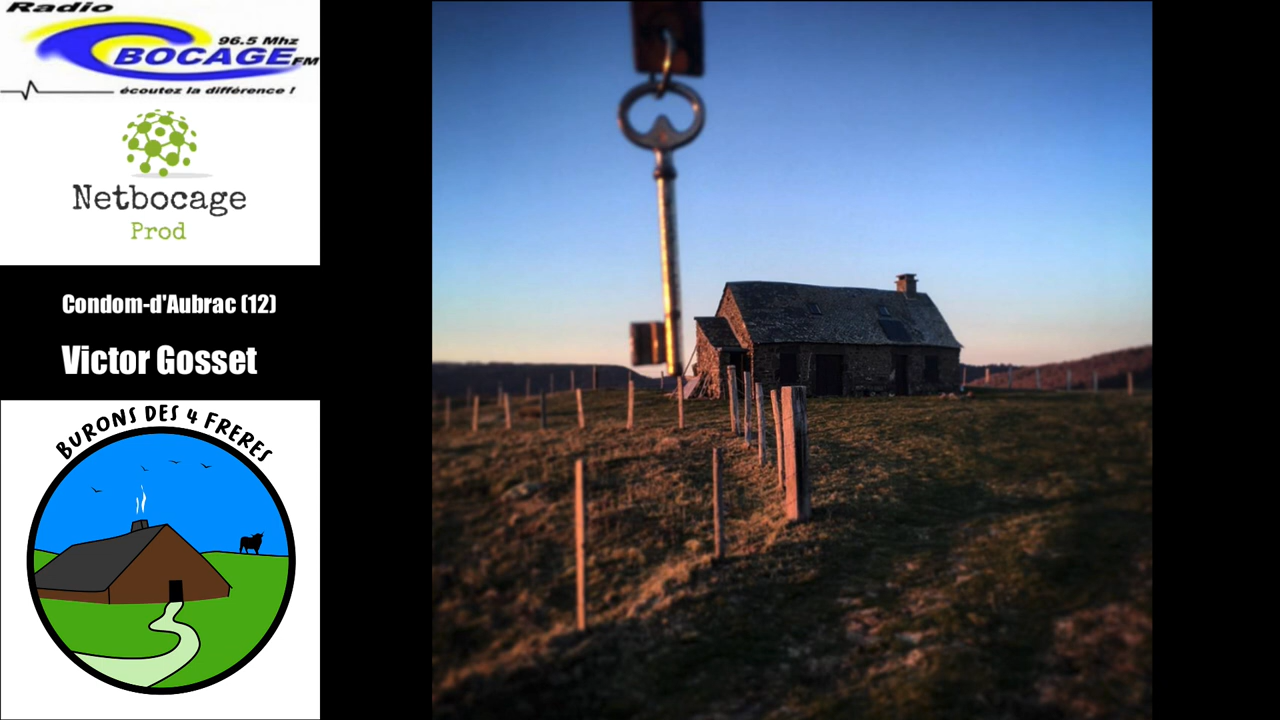 Radio
96.5 Mhz
BOCAGE FM
écoutez la différence !
Netbocage
Prod
Condom-d'Aubrac (12)
Victor Gosset
BURONS DES 4 FRERES